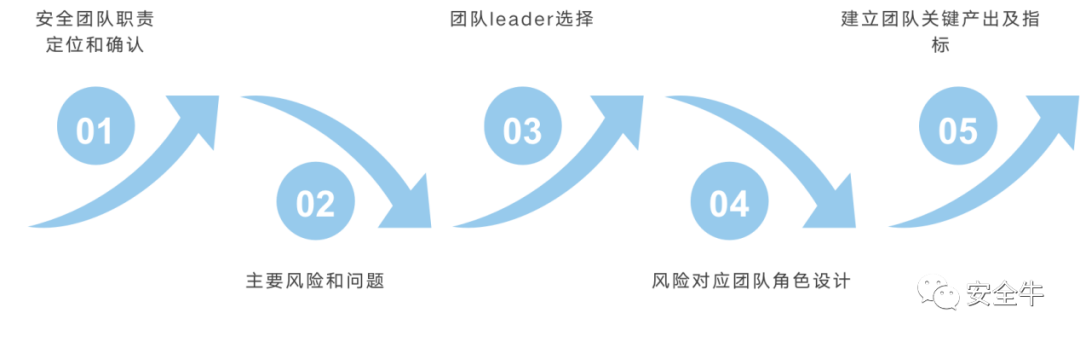 安全团队职责
定位和确认
01
主要风险和问题
02
团队leader选择
03
风险对应团队角色设计
04
建立团队关键产出及指
标
05
安全牛